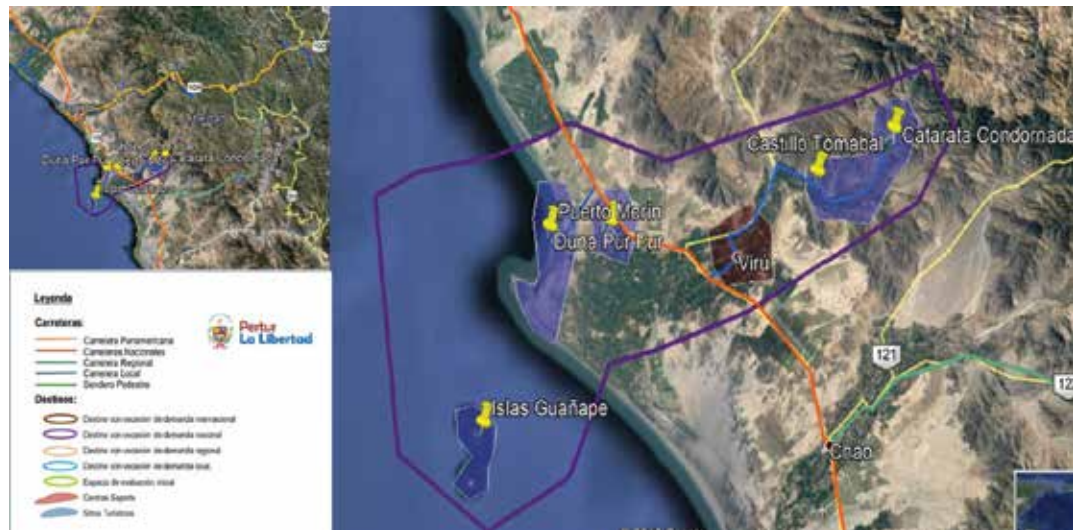 Leyenda
Carreteras:
Carretera Panamericana
Carreteras Nacionales
Carretera Regional
Carretera Local
Sendero Pedestre
Pertur
La Libertad
Destinos:
Destino con vocación de demanda internacional
Destino con vocación de demanda nacional
Destino con vocación de demanda regional
Destino con vocación de demanda local
Espacio de evaluación inicial
Centros Soporte
Sitios Turísticos
Catarata Condornada
Castillo Tomabal
Puerto Morin
Duna Pur Pur
Virú
Islas Guañape
121
Chao